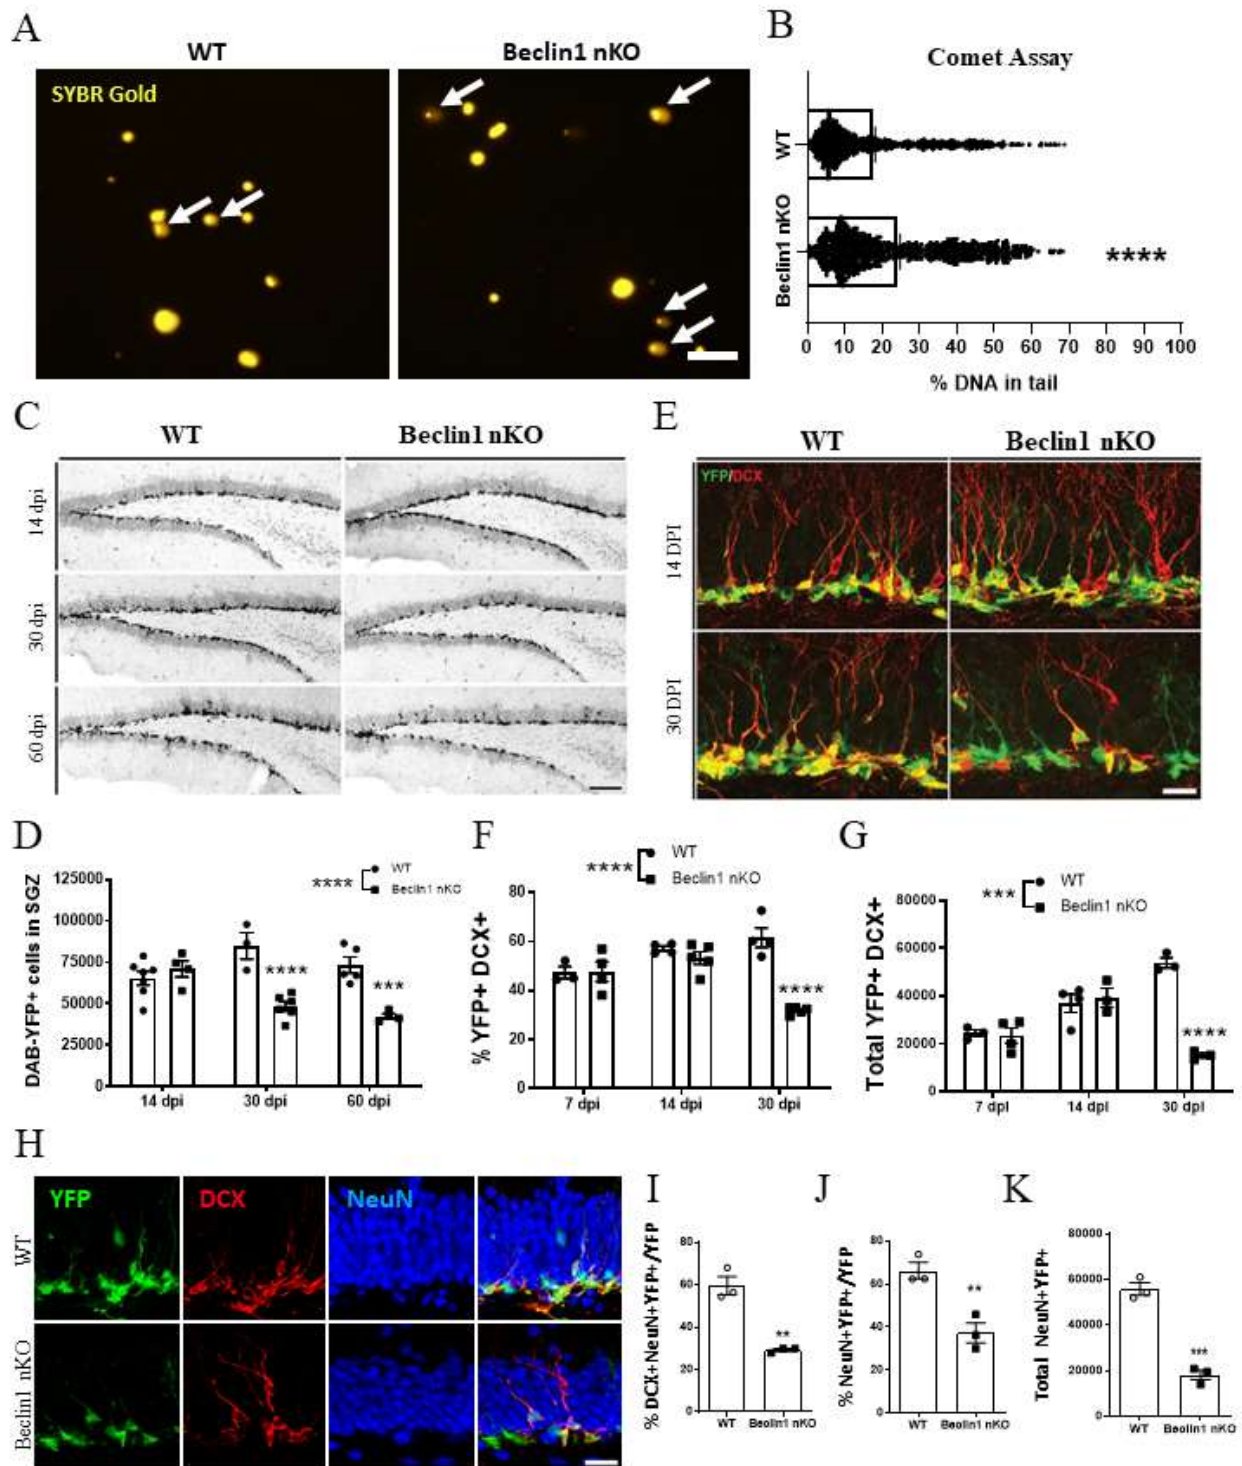 A
WT
Beclin1 nKO
SYBR Gold
B
Comet Assay
WT
Beclin1 nKO
****
0 10 20 30 40 50 60 70 80 90 100
% DNA in tail
C
WT
Beclin1 nKO
14 dpi
30 dpi
60 dpi
E
WT
Beclin1 nKO
YFP/DCX
14 DPI
30 DPI
D
WT
Beclin1 nKO
****
DAB-YFP+ cells in SGZ
125000
100000
75000
50000
25000
0
****
***
14 dpi 30 dpi 60 dpi
F
WT
Beclin1 nKO
****
% YFP+ DCX+
80
60
40
20
0
****
7 dpi 14 dpi 30 dpi
G
WT
Beclin1 nKO
***
Total YFP+ DCX+
80000
60000
40000
20000
0
****
7 dpi 14 dpi 30 dpi
H
YFP DCX NeuN
WT
Beclin1 nKO
I
% DCX+NeuN+YFP+/YFP
80
60
40
20
0
**
WT Beclin1 nKO
J
% NeuN+YFP+/YFP
80
60
40
20
0
**
WT Beclin1 nKO
K
Total NeuN+YFP+
80000
60000
40000
20000
0
***
WT Beclin1 nKO